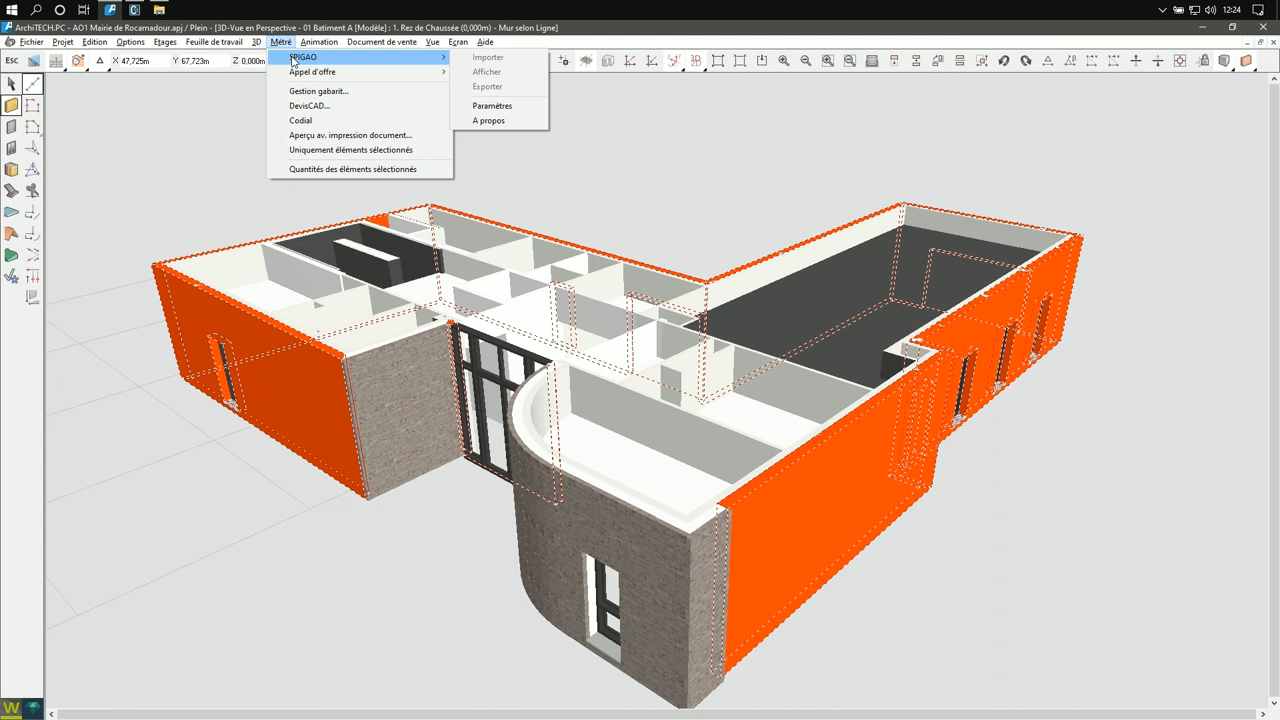 12:24
ArchiTECH.PC - AO1 Mairie de Rocamadour.apj / Plein - [3D-Vue en Perspective - 01 Batiment A [Modèle] : 1. Rez de Chaussée (0,000m) - Mur selon Ligne]
Fichier Projet Edition Options Etages Feuille de travail 3D Métré Animation Document de vente Vue Ecran Aide
Esc X 47,725m Y 67,723m Z 0,000m
SPIGAO
Appel d'offre
Gestion gabarit...
DevisCAD...
Codial
Aperçu av. impression document...
Uniquement éléments sélectionnés
Quantités des éléments sélectionnés
Importer
Afficher
Exporter
Paramètres
A propos